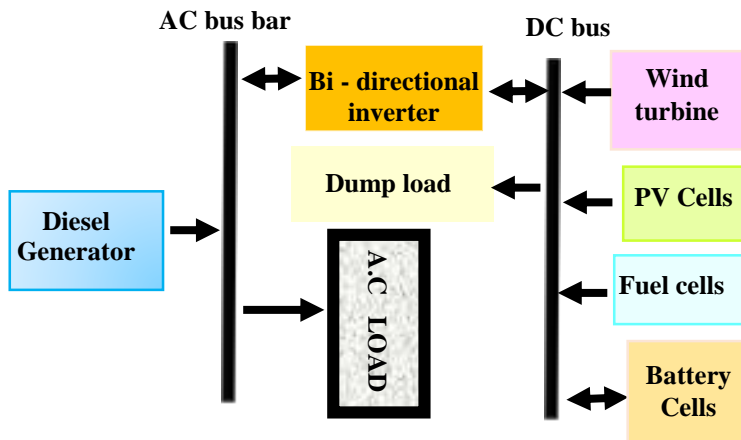 AC bus bar
DC bus
Bi - directional
inverter
Wind
turbine
Dump load
PV Cells
Diesel
Generator
A.C LOAD
Fuel cells
Battery
Cells